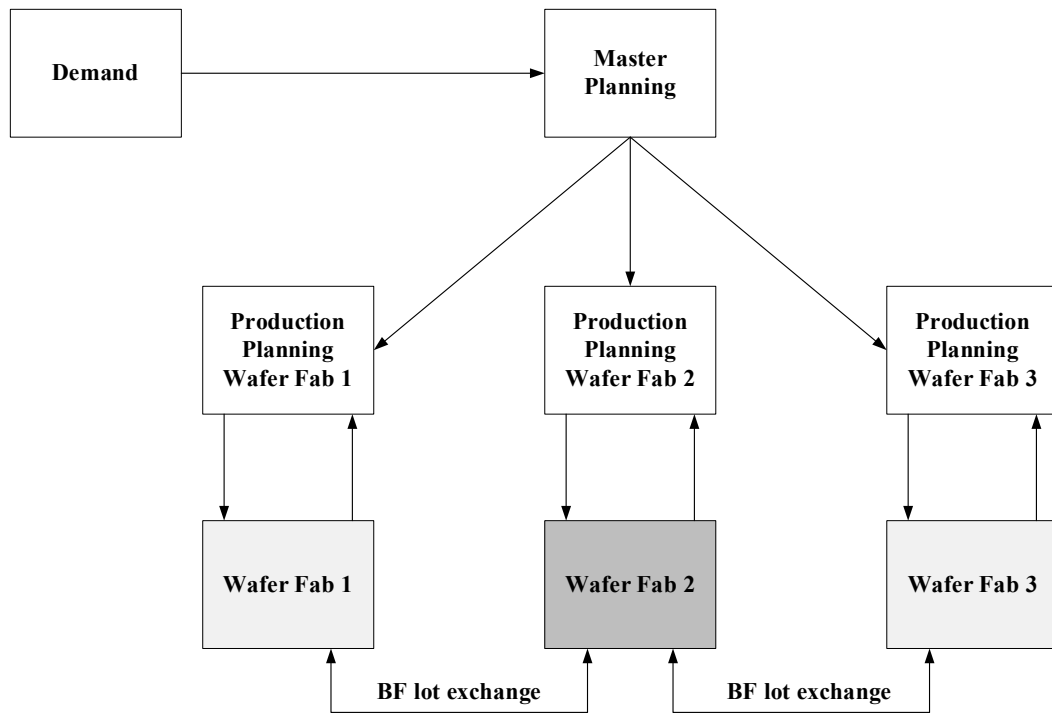 Demand
Master
Planning
Production
Planning
Wafer Fab 1
Production
Planning
Wafer Fab 2
Production
Planning
Wafer Fab 3
Wafer Fab 1
Wafer Fab 2
Wafer Fab 3
BF lot exchange
BF lot exchange